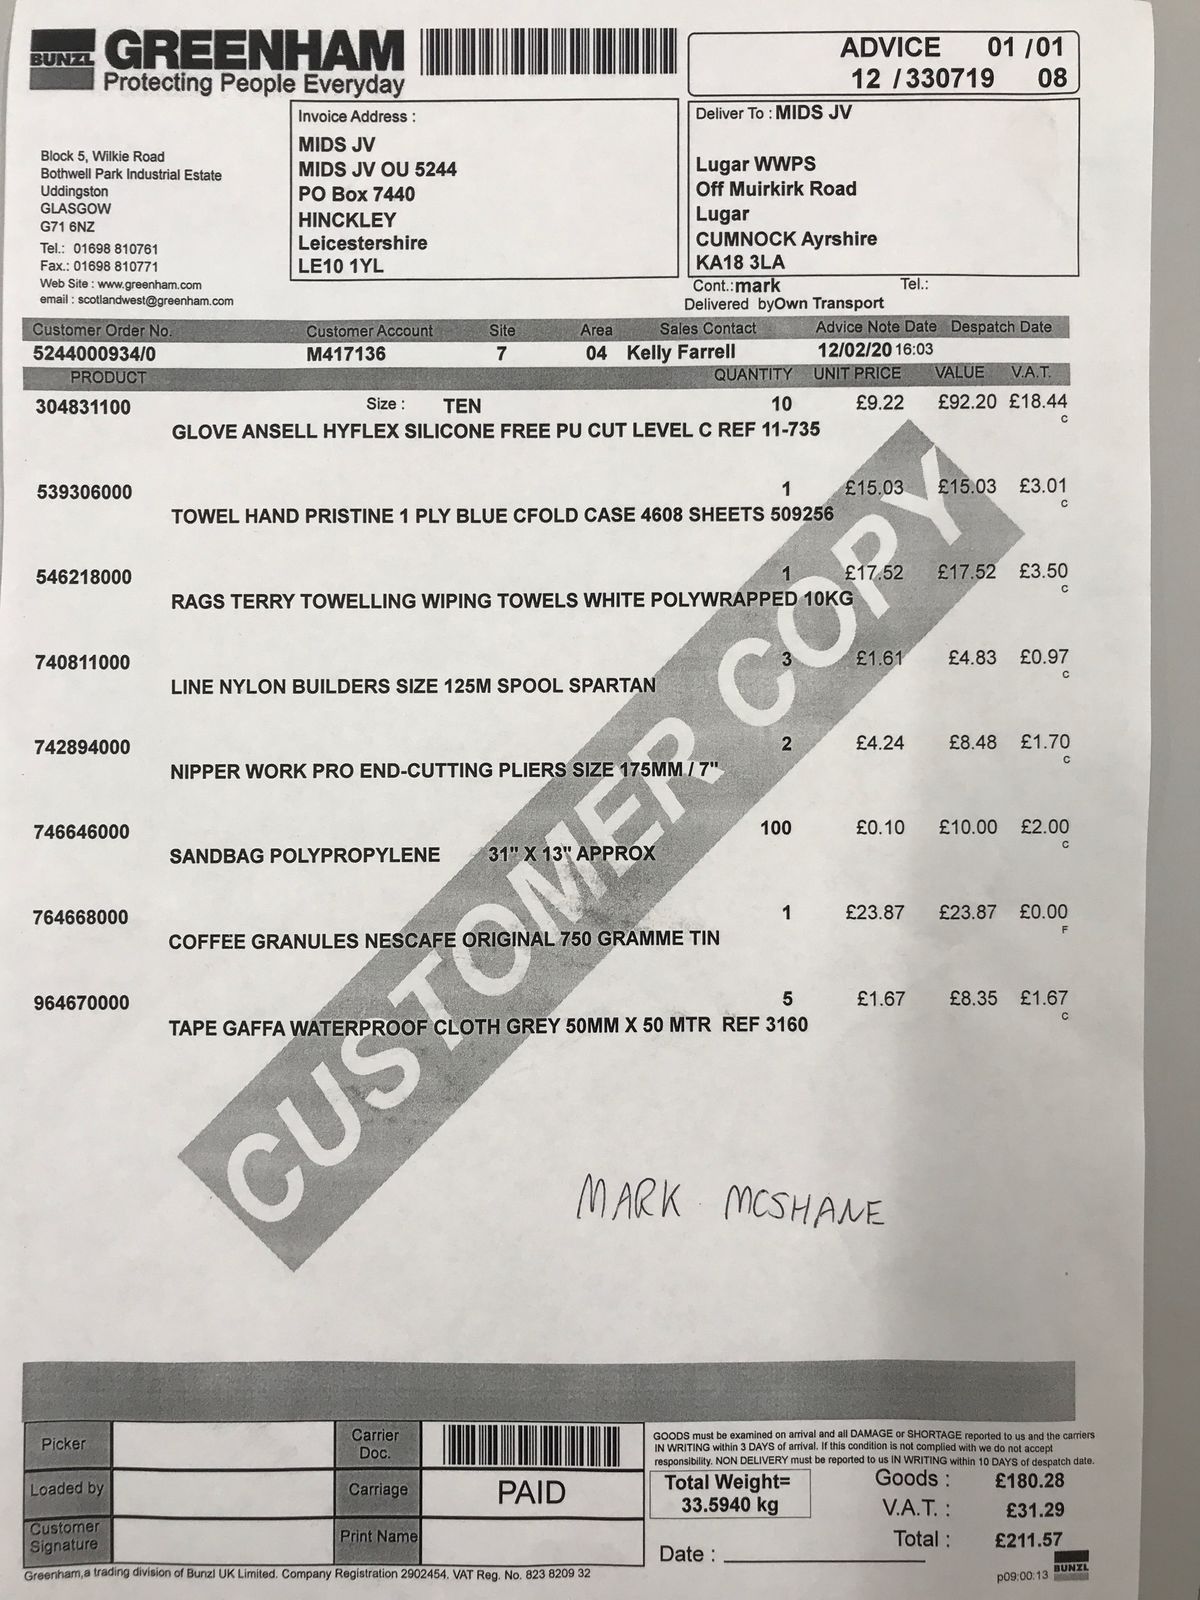 BUNZL GREENHAM
Protecting People Everyday
ADVICE 01 /01
12 /330719 08
Block 5, Wilkie Road
Bothwell Park Industrial Estate
Uddingston
GLASGOW
G71 6NZ
Tel.: 01698 810761
Fax.: 01698 810771
Web Site : www.greenham.com
email : scotlandwest@greenham.com
Invoice Address :
MIDS JV
MIDS JV OU 5244
PO Box 7440
HINCKLEY
Leicestershire
LE10 1YL
Deliver To : MIDS JV
Lugar WWPS
Off Muirkirk Road
Lugar
CUMNOCK Ayrshire
KA18 3LA
Cont.:mark Tel.:
Delivered byOwn Transport
Customer Order No. Customer Account Site Area Sales Contact Advice Note Date Despatch Date
5244000934/0 M417136 7 04 Kelly Farrell 12/02/20 16:03
PRODUCT QUANTITY UNIT PRICE VALUE V.A.T.
304831100 Size : TEN 10 £9.22 £92.20 £18.44
C
GLOVE ANSELL HYFLEX SILICONE FREE PU CUT LEVEL C REF 11-735
539306000 1 £15.03 £15.03 £3.01
C
TOWEL HAND PRISTINE 1 PLY BLUE CFOLD CASE 4608 SHEETS 509256
546218000 1 £17.52 £17.52 £3.50
C
RAGS TERRY TOWELLING WIPING TOWELS WHITE POLYWRAPPED 10KG
740811000 3 £1.61 £4.83 £0.97
C
LINE NYLON BUILDERS SIZE 125M SPOOL SPARTAN
742894000 2 £4.24 £8.48 £1.70
C
NIPPER WORK PRO END-CUTTING PLIERS SIZE 175MM / 7"
746646000 100 £0.10 £10.00 £2.00
C
SANDBAG POLYPROPYLENE 31" X 13" APPROX
764668000 1 £23.87 £23.87 £0.00
F
COFFEE GRANULES NESCAFE ORIGINAL 750 GRAMME TIN
964670000 5 £1.67 £8.35 £1.67
C
TAPE GAFFA WATERPROOF CLOTH GREY 50MM X 50 MTR REF 3160
CUSTOMER COPY
MARK MCSHANE
Picker
Loaded by
Customer Signature
Carrier Doc.
Carriage PAID
Print Name
GOODS must be examined on arrival and all DAMAGE or SHORTAGE reported to us and the carriers
IN WRITING within 3 DAYS of arrival. If this condition is not complied with we do not accept
responsibility. NON DELIVERY must be reported to us IN WRITING within 10 DAYS of despatch date.
Total Weight=
33.5940 kg
Goods : £180.28
V.A.T. : £31.29
Total : £211.57
Date :
BUNZL
Greenham,a trading division of Bunzl UK Limited. Company Registration 2902454. VAT Reg. No. 823 8209 32
p09:00:13